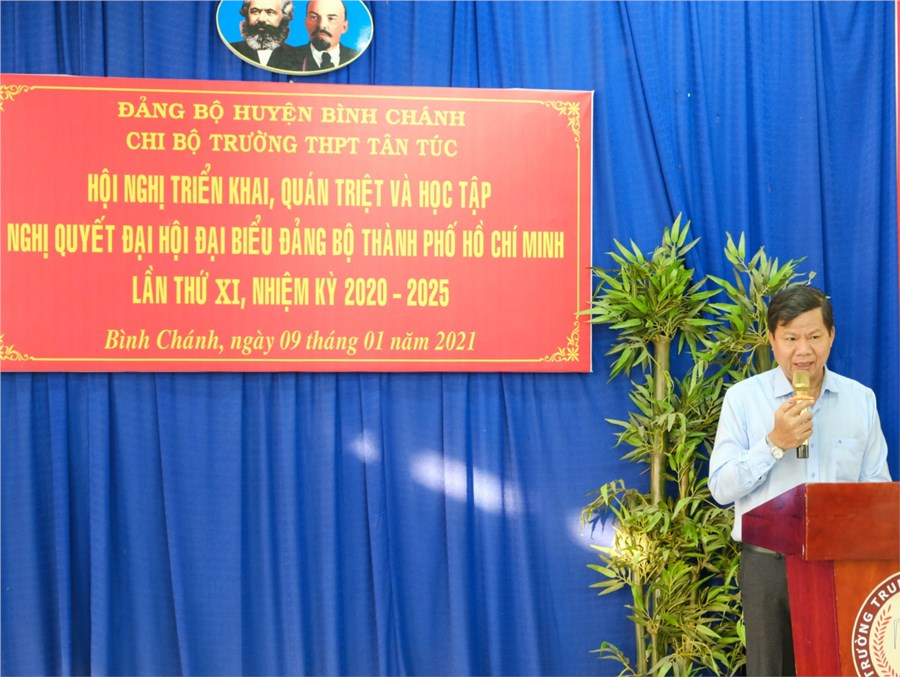 ĐẢNG BỘ HUYỆN BÌNH CHÁNH
CHI BỘ TRƯỜNG THPT TÂN TÚC
HỘI NGHỊ TRIỂN KHAI, QUÁN TRIỆT VÀ HỌC TẬP
NGHỊ QUYẾT ĐẠI HỘI ĐẠI BIỂU ĐẢNG BỘ THÀNH PHỐ HỒ CHÍ MINH
LẦN THỨ XI, NHIỆM KỲ 2020 - 2025
Bình Chánh, ngày 09 tháng 01 năm 2021
TRƯỜNG